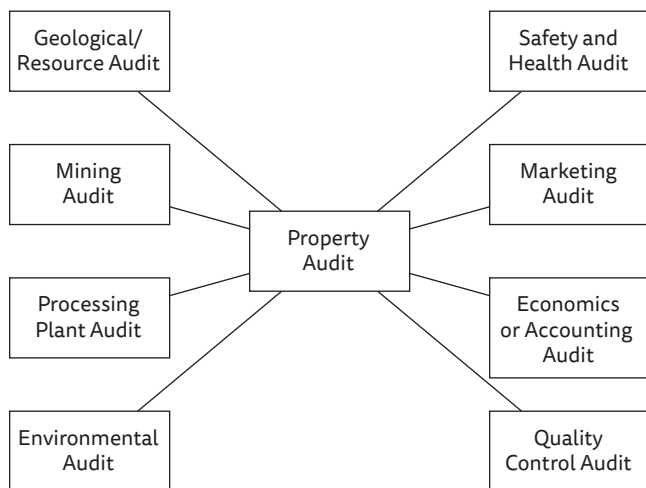 Geological/
Resource Audit
Safety and
Health Audit
Mining
Audit
Marketing
Audit
Property
Audit
Processing
Plant Audit
Economics
or Accounting
Audit
Environmental
Audit
Quality
Control Audit